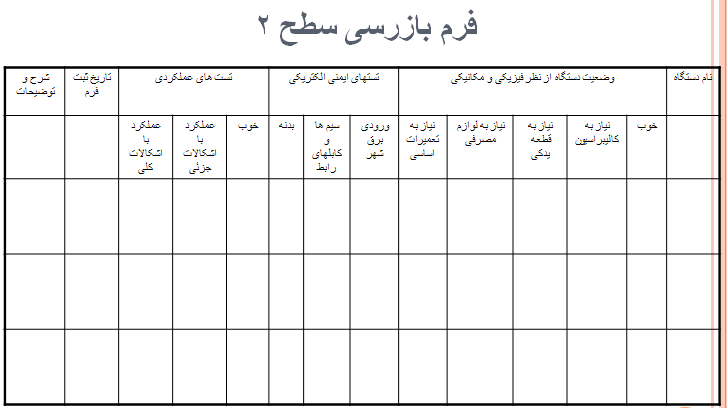 فرم بازرسی سطح ۲
نام دستگاه
وضعیت دستگاه از نظر فیزیکی و مکانیکی
تستهای ایمنی الکتریکی
تست های عملکردی
تاریخ ثبت
فرم
شرح و
توضیحات
خوب
نیاز به
کالیبراسیون
نیاز به
قطعه
یدکی
نیاز به لوازم
مصرفی
نیاز به
تعمیرات
اساسی
ورودی
برق
شهر
سیم ها
و
کابلهای
رابط
بدنه
خوب
عملکرد
با
اشکالات
جزئی
عملکرد
با
اشکالات
کلی